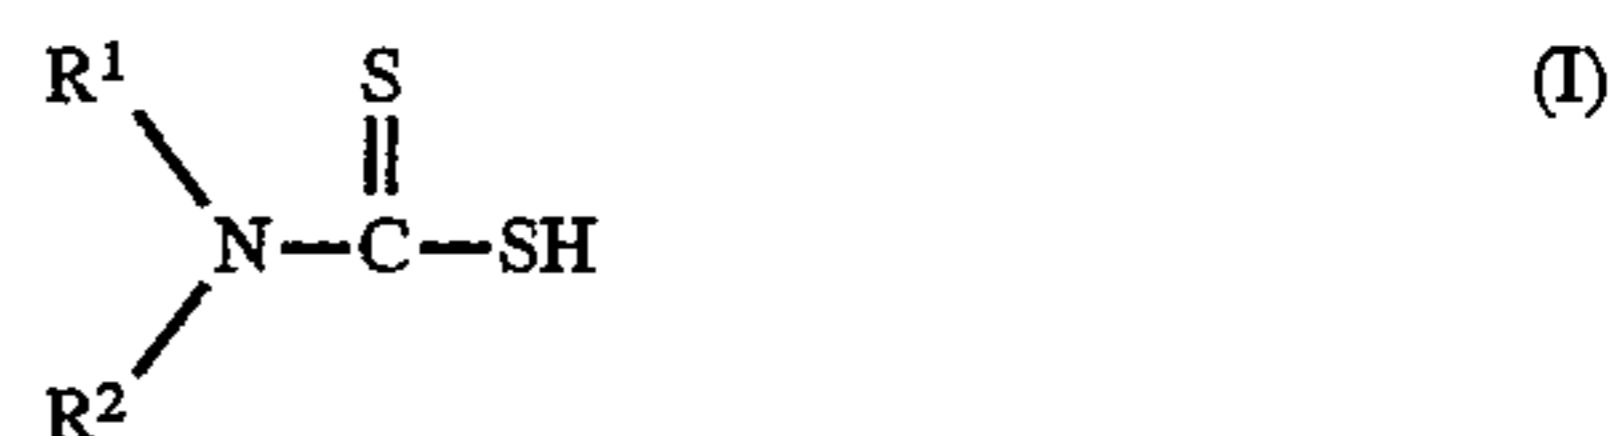 R¹ S (I)
N—C—SH
R²